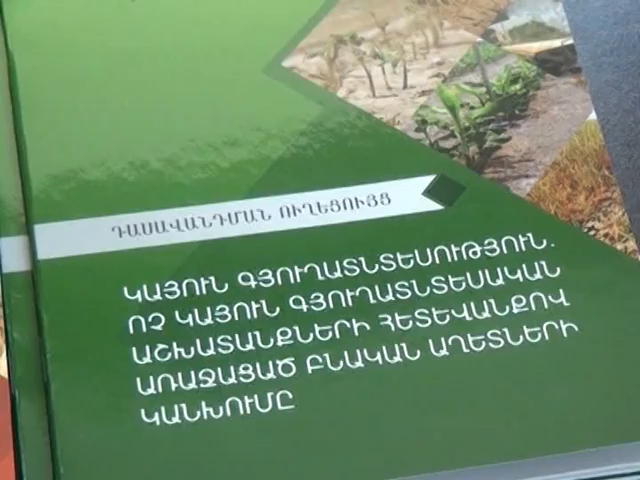 ԴԱՍԱՎԱՆԴՄԱՆ ՈՒՂԵՑՈՒՅՑ
ԿԱՅՈՒՆ ԳՅՈՒՂԱՏՆՏԵՍՈՒԹՅՈՒՆ.
ՈՉ ԿԱՅՈՒՆ ԳՅՈՒՂԱՏՆՏԵՍԱԿԱՆ
ԱՇԽԱՏԱՆՔՆԵՐԻ ՀԵՏԵՎԱՆՔՈՎ
ԱՌԱՋԱՑԱԾ ԲՆԱԿԱՆ ԱՂԵՏՆԵՐԻ
ԿԱՆԽՈՒՄԸ